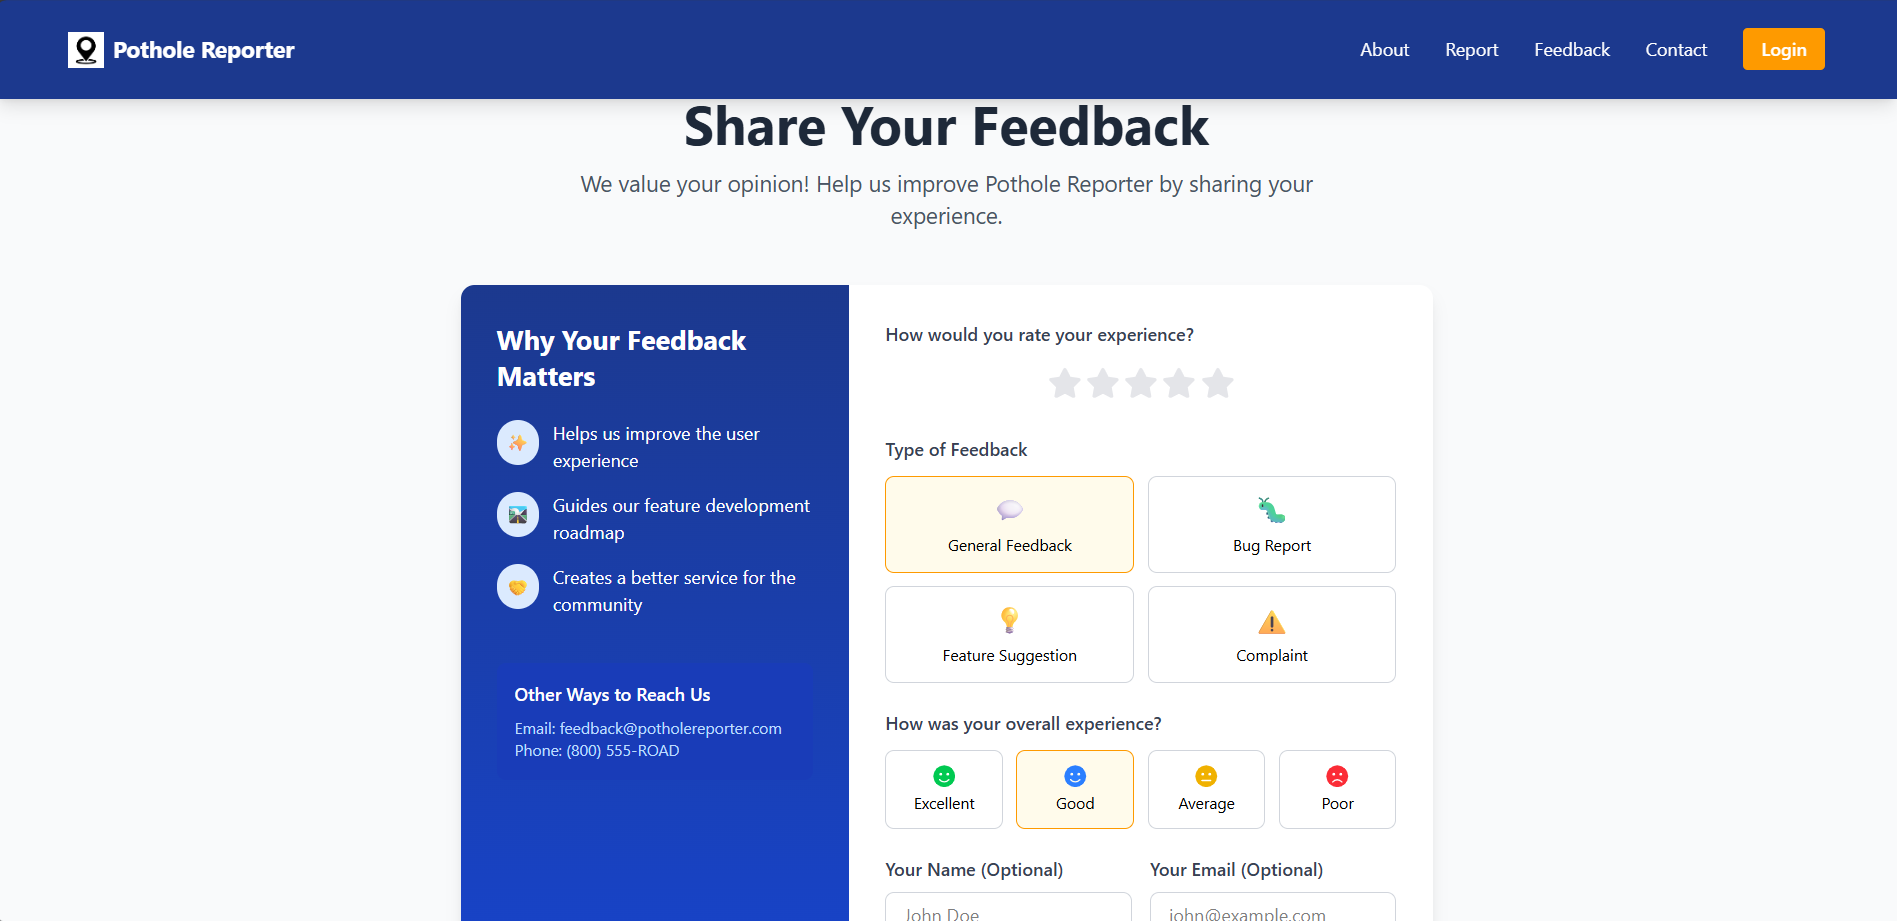 Pothole Reporter
About
Report
Feedback
Contact
Login
Share Your Feedback
We value your opinion! Help us improve Pothole Reporter by sharing your
experience.
Why Your Feedback
Matters
Helps us improve the user
experience
Guides our feature development
roadmap
Creates a better service for the
community
Other Ways to Reach Us
Email: feedback@potholereporter.com
Phone: (800) 555-ROAD
How would you rate your experience?
Type of Feedback
General Feedback
Bug Report
Feature Suggestion
Complaint
How was your overall experience?
Excellent
Good
Average
Poor
Your Name (Optional)
Your Email (Optional)
John Doe
john@example.com